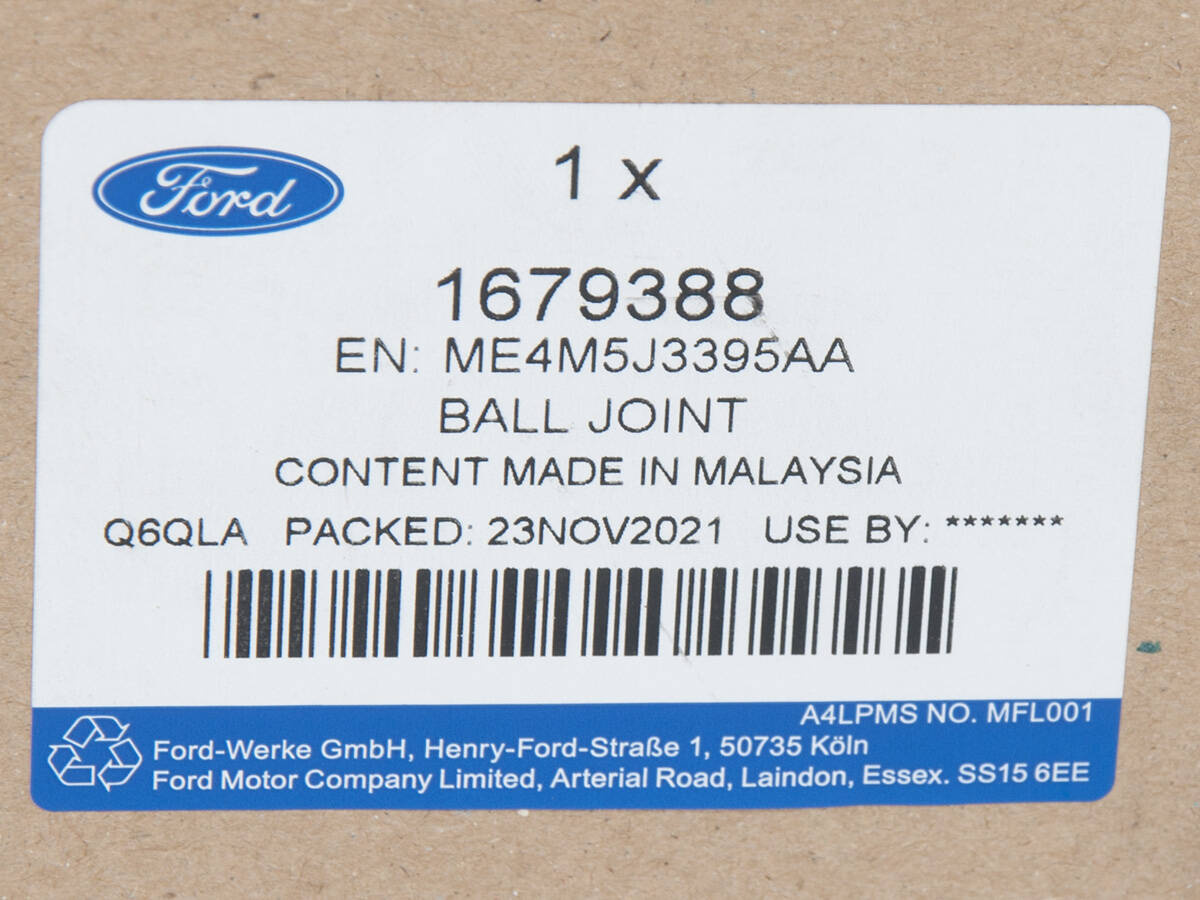 Ford
1 x
1679388
EN: ME4M5J3395AA
BALL JOINT
CONTENT MADE IN MALAYSIA
Q6QLA PACKED: 23NOV2021 USE BY: *******
A4LPMS NO. MFL001
Ford-Werke GmbH, Henry-Ford-Straße 1, 50735 Köln
Ford Motor Company Limited, Arterial Road, Laindon, Essex. SS15 6EE